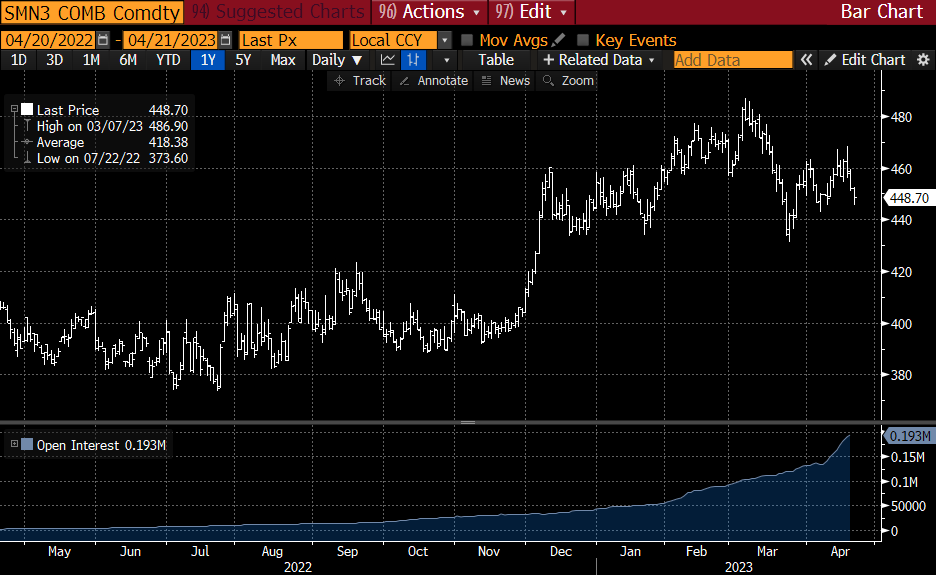 SMN3 COMB Comdty 94) Suggested Charts 96) Actions 97) Edit Bar Chart
04/20/2022 - 04/21/2023 Last Px Local CCY Mov Avgs Key Events
1D 3D 1M 6M YTD 1Y 5Y Max Daily ▼ Table + Related Data Add Data « Edit Chart
Track Annotate News Zoom
Last Price 448.70
High on 03/07/23 486.90
Average 418.38
Low on 07/22/22 373.60
480
460
448.70
440
420
400
380
Open Interest 0.193M
0.193M
0.15M
0.1M
50000
0
May Jun Jul Aug Sep Oct Nov Dec Jan Feb Mar Apr
2022 2023